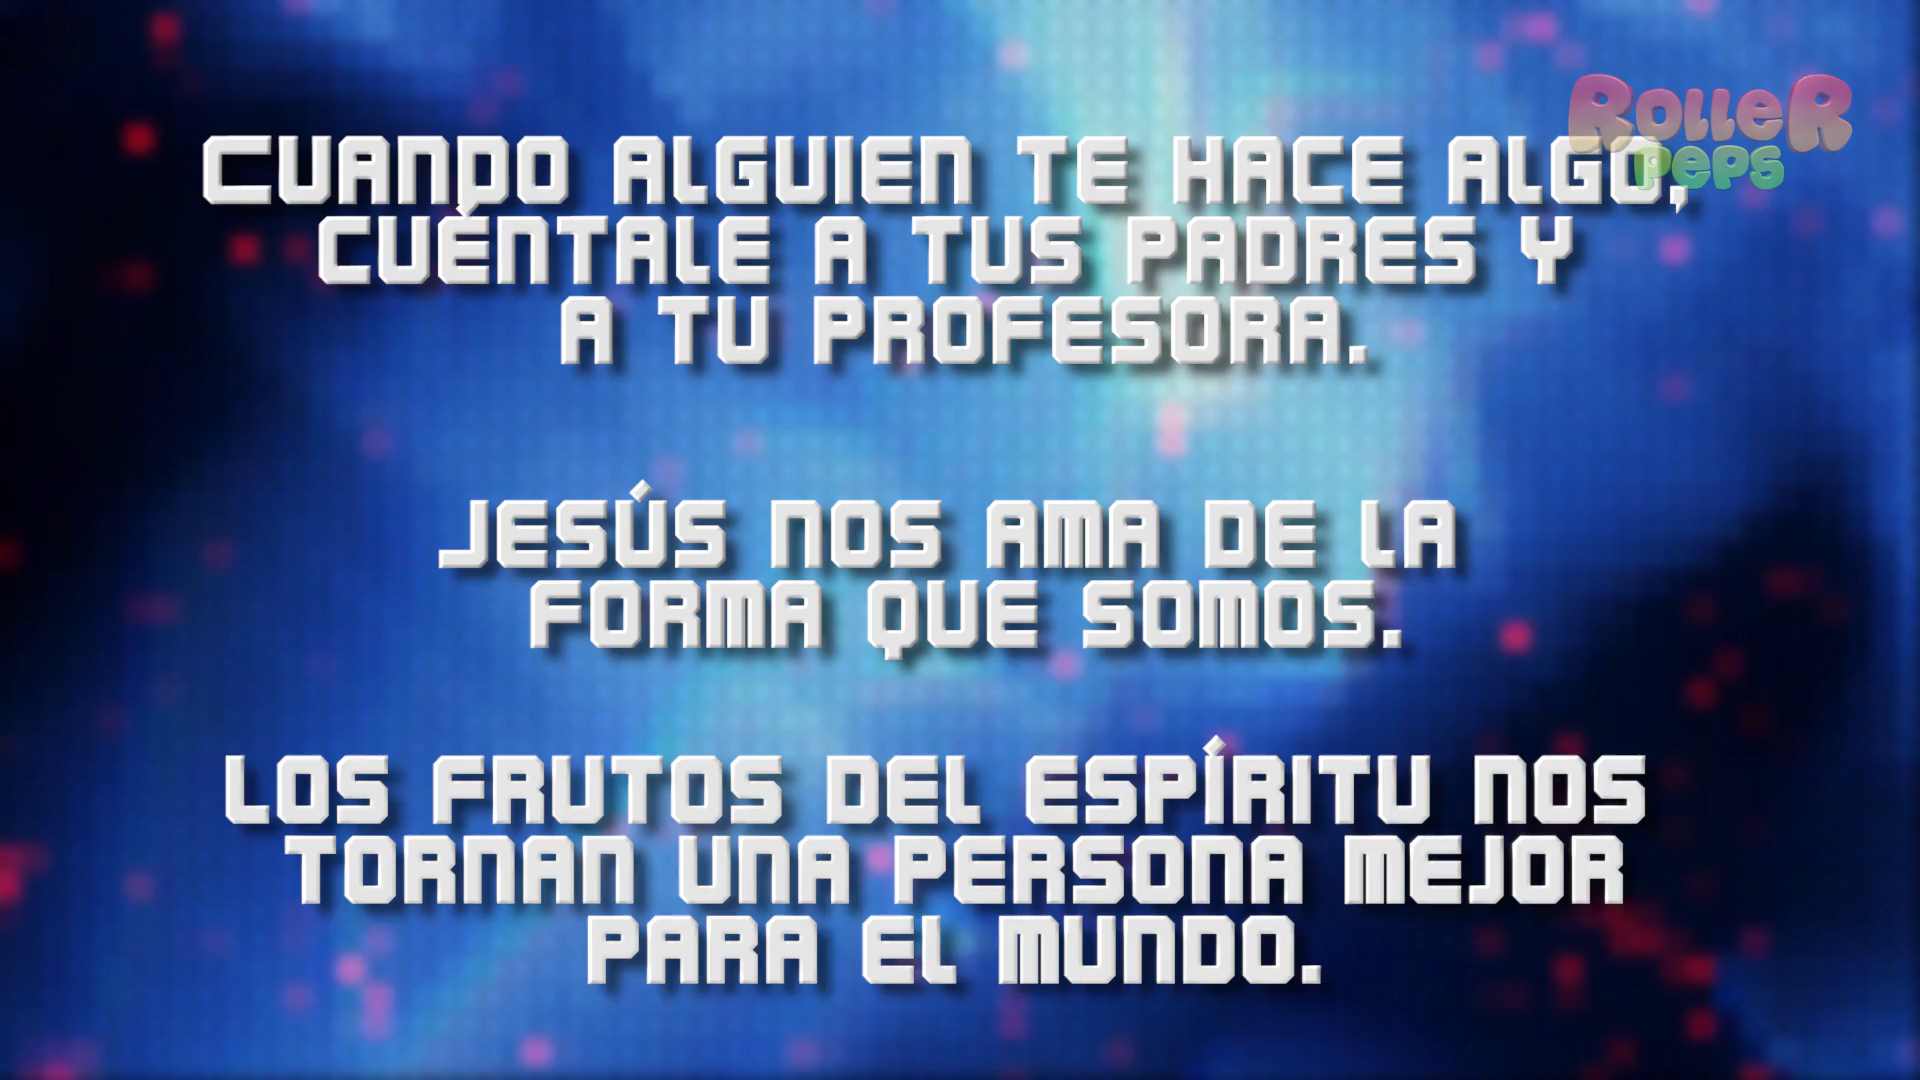 CUANDO ALGUIEN TE HACE ALGO,
CUÉNTALE A TUS PADRES Y
A TU PROFESORA.
JESÚS NOS AMA DE LA
FORMA QUE SOMOS.
LOS FRUTOS DEL ESPÍRITU NOS
TORNAN UNA PERSONA MEJOR
PARA EL MUNDO.
ROLLER
PEPS